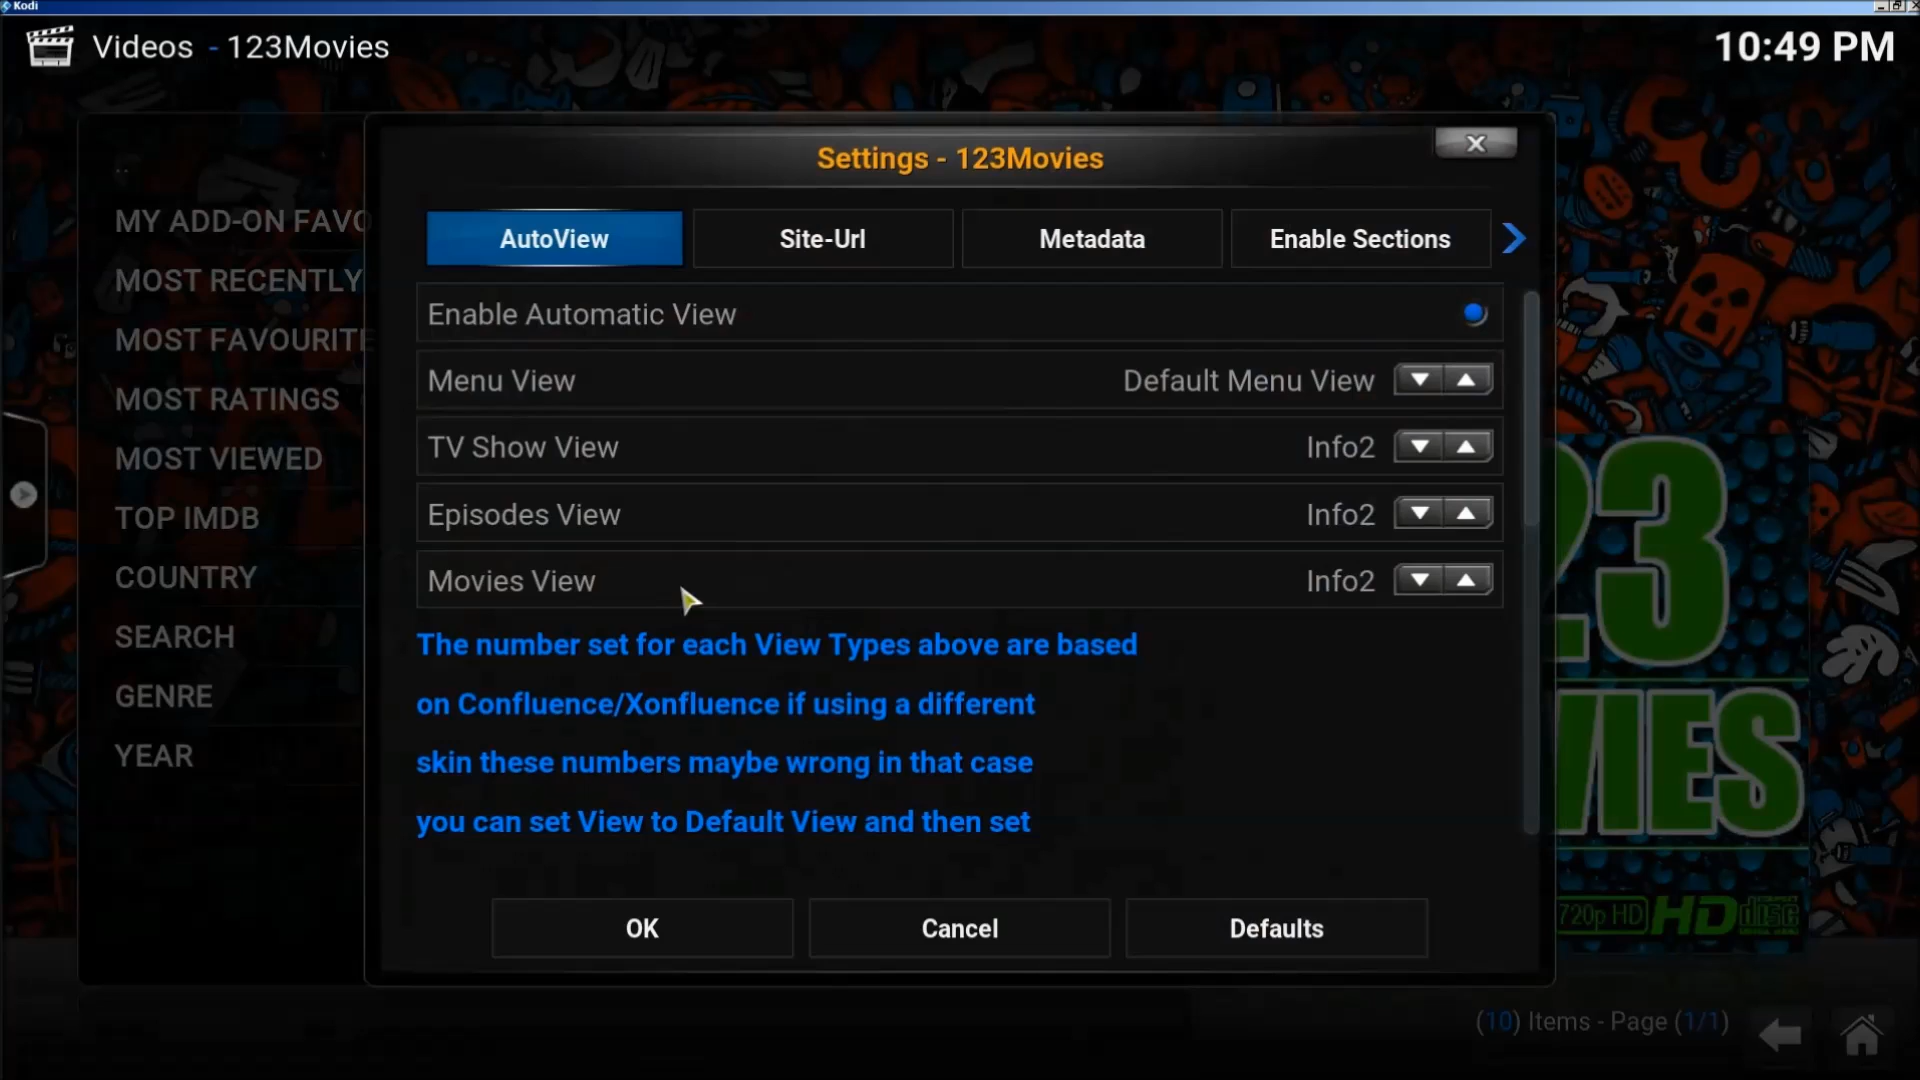 Kodi
Videos - 123Movies
10:49 PM
Settings - 123Movies
AutoView
Site-Url
Metadata
Enable Sections
MY ADD-ON FAVO
MOST RECENTLY
MOST FAVOURITE
MOST RATINGS
MOST VIEWED
TOP IMDB
COUNTRY
SEARCH
GENRE
YEAR
Enable Automatic View
Menu View Default Menu View
TV Show View Info2
Episodes View Info2
Movies View Info2
The number set for each View Types above are based
on Confluence/Xonfluence if using a different
skin these numbers maybe wrong in that case
you can set View to Default View and then set
OK
Cancel
Defaults
23
VIES
720p HD HD disc
(10) Items - Page (1/1)